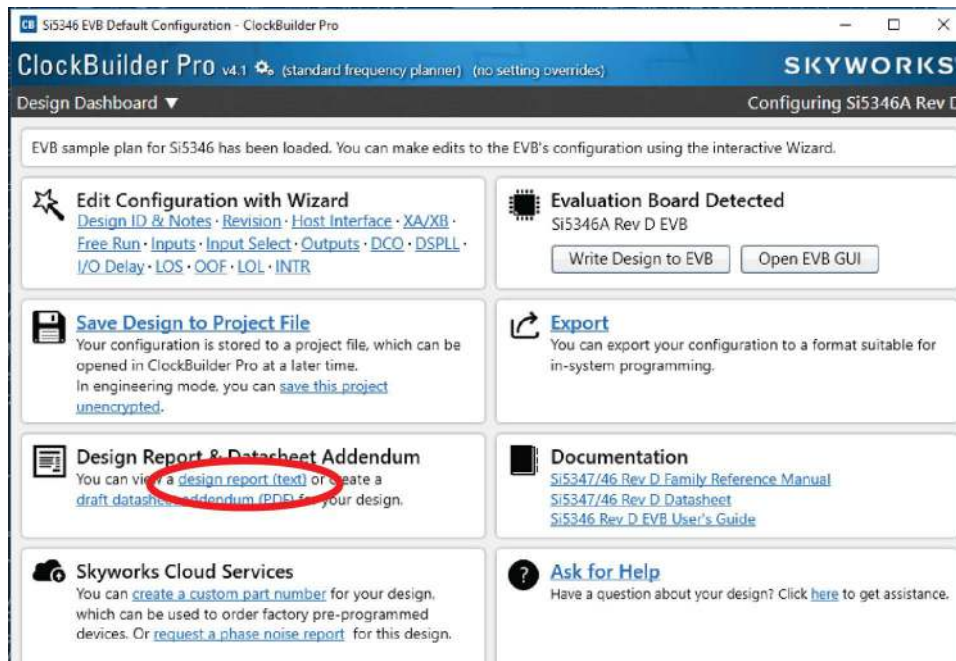 CB Si5346 EVB Default Configuration - ClockBuilder Pro
ClockBuilder Pro v4.1 (standard frequency planner) (no setting overrides)
SKYWORKS
Design Dashboard ▼
Configuring Si5346A Rev D
EVB sample plan for Si5346 has been loaded. You can make edits to the EVB's configuration using the interactive Wizard.
Edit Configuration with Wizard
Design ID & Notes · Revision · Host Interface · XA/XB ·
Free Run · Inputs · Input Select · Outputs · DCO · DSPLL ·
I/O Delay · LOS · OOF · LOL · INTR
Evaluation Board Detected
Si5346A Rev D EVB
Write Design to EVB
Open EVB GUI
Save Design to Project File
Your configuration is stored to a project file, which can be
opened in ClockBuilder Pro at a later time.
In engineering mode, you can save this project
unencrypted.
Export
You can export your configuration to a format suitable for
in-system programming.
Design Report & Datasheet Addendum
You can view a design report (text) or create a
draft datasheet addendum (PDF) for your design.
Documentation
Si5347/46 Rev D Family Reference Manual
Si5347/46 Rev D Datasheet
Si5346 Rev D EVB User's Guide
Skyworks Cloud Services
You can create a custom part number for your design,
which can be used to order factory pre-programmed
devices. Or request a phase noise report for this design.
? Ask for Help
Have a question about your design? Click here to get assistance.